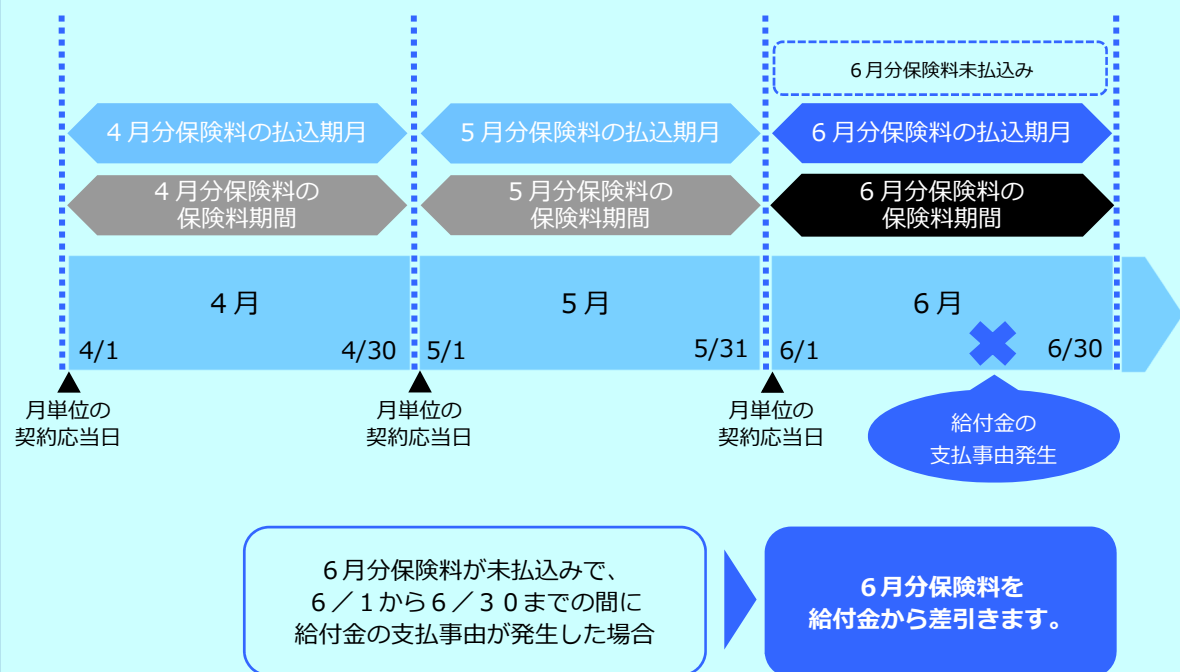 ６月分保険料未払込み
４月分保険料の払込期月
５月分保険料の払込期月
６月分保険料の払込期月
４月分保険料の
保険料期間
５月分保険料の
保険料期間
６月分保険料の
保険料期間
４月
５月
６月
4/1
4/30
5/1
5/31
6/1
6/30
月単位の
契約応当日
月単位の
契約応当日
月単位の
契約応当日
給付金の
支払事由発生
６月分保険料が未払込みで、
６／１から６／３０までの間に
給付金の支払事由が発生した場合
６月分保険料を
給付金から差引きます。